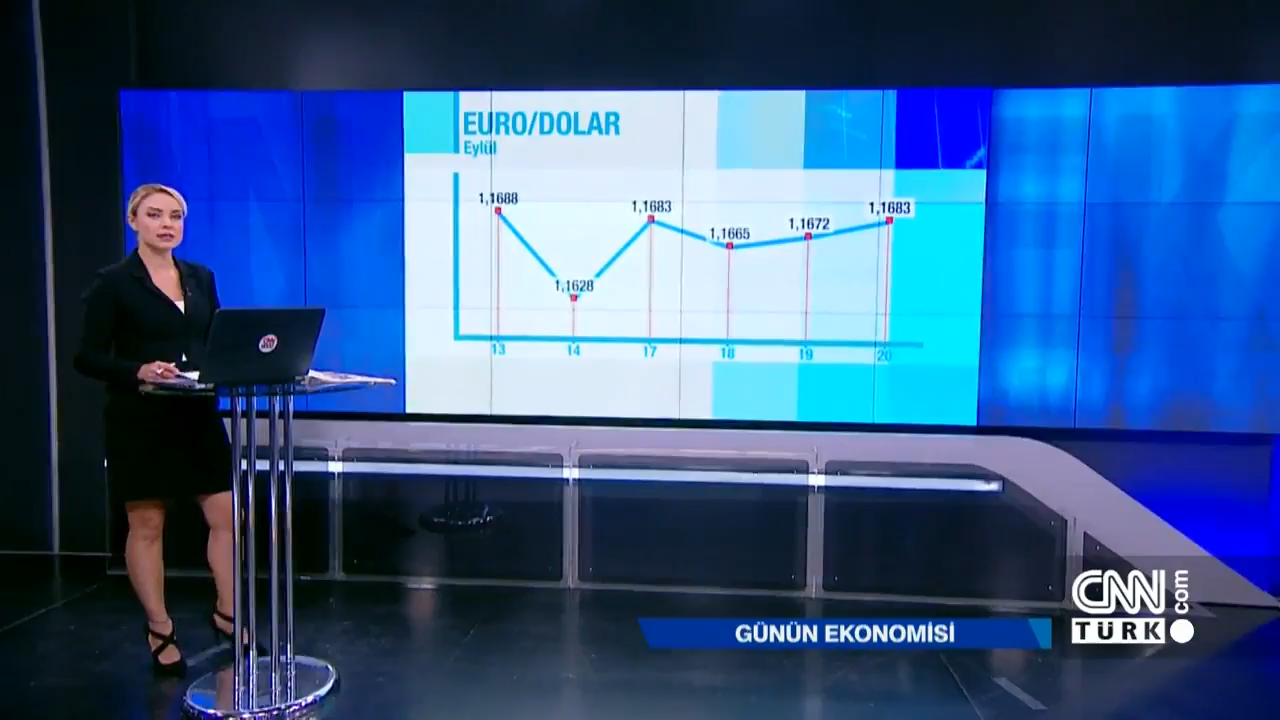 EURO/DOLAR
Eylül
1,1688
1,1628
1,1683
1,1665
1,1672
1,1683
13
14
17
18
19
20
GÜNÜN EKONOMİSİ
CNN
TÜRK
.com